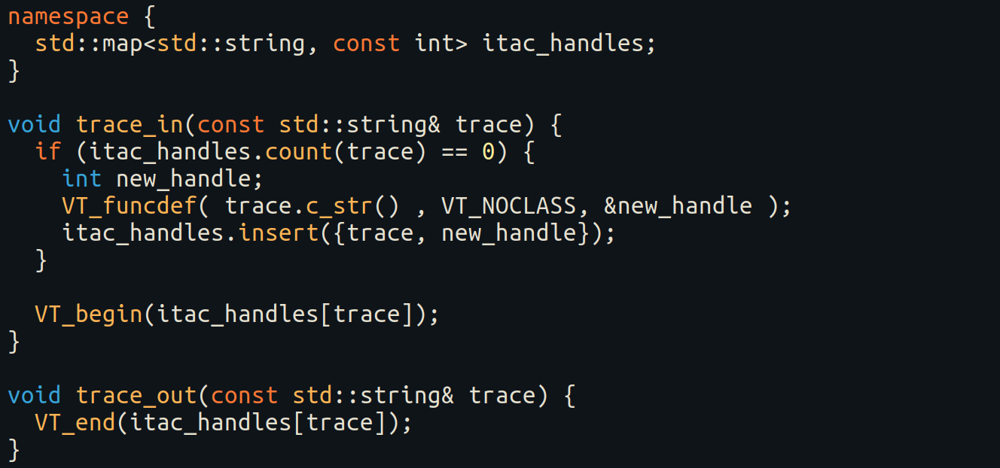 namespace {
  std::map<std::string, const int> itac_handles;
}

void trace_in(const std::string& trace) {
  if (itac_handles.count(trace) == 0) {
    int new_handle;
    VT_funcdef( trace.c_str() , VT_NOCLASS, &new_handle );
    itac_handles.insert({trace, new_handle});
  }

  VT_begin(itac_handles[trace]);
}

void trace_out(const std::string& trace) {
  VT_end(itac_handles[trace]);
}